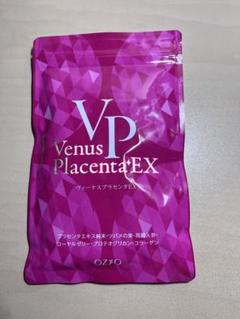 VP
Venus
Placenta EX
ヴィーナスプラセンタEX
プラセンタエキス純末・ツバメの巣・高麗人参・
ローヤルゼリー・プロテオグリカン・コラーゲン
OZIO